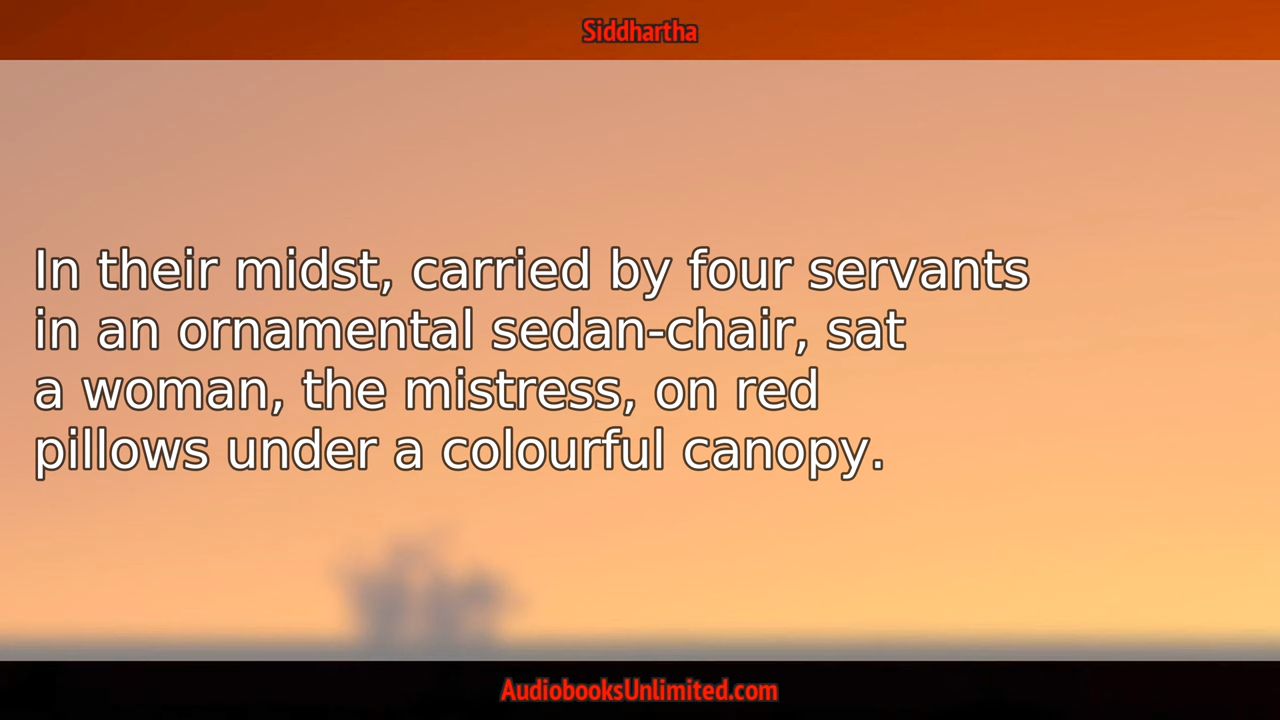 Siddhartha
In their midst, carried by four servants
in an ornamental sedan-chair, sat
a woman, the mistress, on red
pillows under a colourful canopy.
AudiobooksUnlimited.com